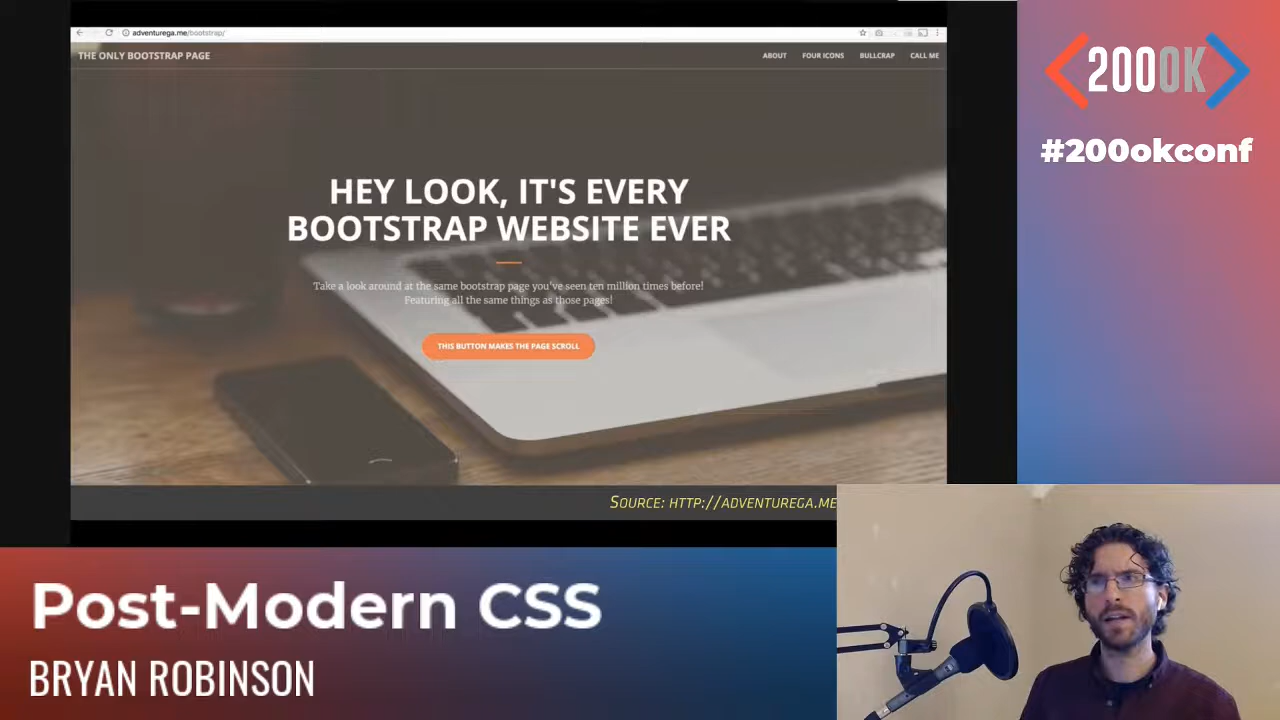 adventurega.me/bootstrap/
THE ONLY BOOTSTRAP PAGE
ABOUT
FOUR ICONS
BULLCRAP
CALL ME
HEY LOOK, IT'S EVERY
BOOTSTRAP WEBSITE EVER
Take a look around at the same bootstrap page you've seen ten million times before!
Featuring all the same things as those pages!
THIS BUTTON MAKES THE PAGE SCROLL
SOURCE: HTTP://ADVENTUREGA.ME
200OK
#200okconf
Post-Modern CSS
BRYAN ROBINSON